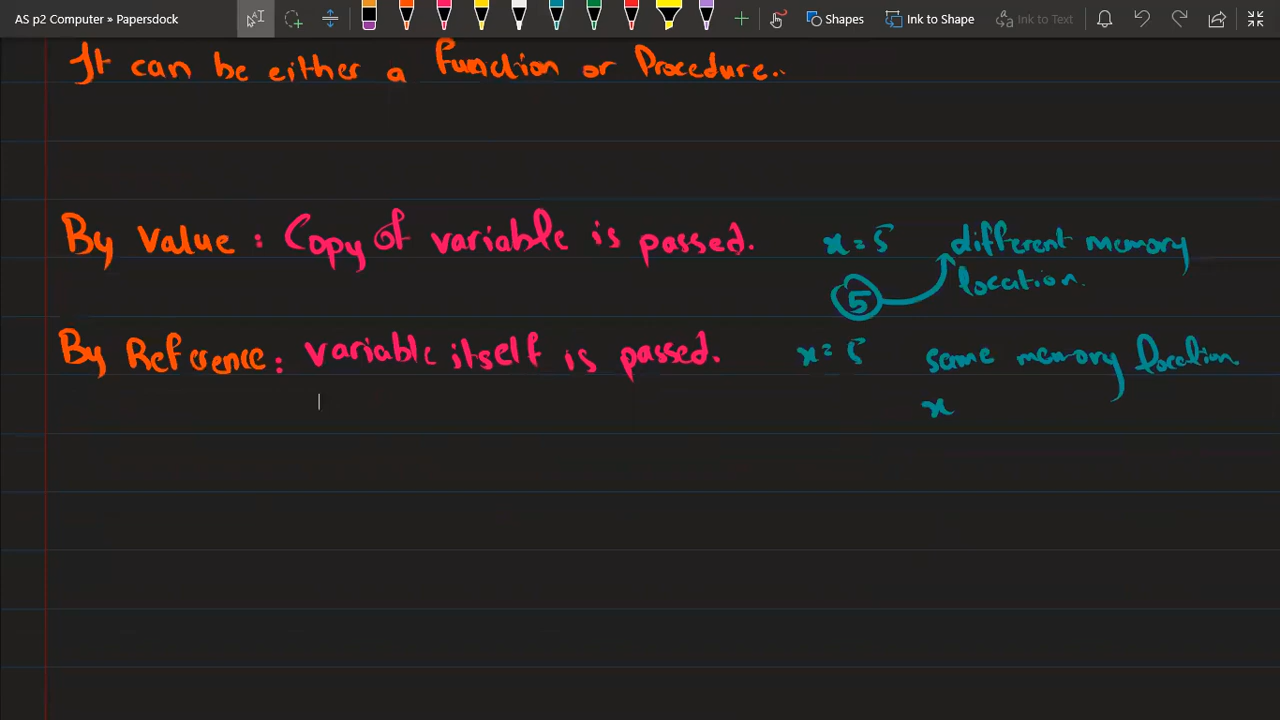 AS p2 Computer » Papersdock
Shapes
Ink to Shape
Ink to Text
It can be either a Function or Procedure.
By Value : Copy of variable is passed.
x = 5
different memory
location.
5
By Reference : variable itself is passed.
x = 5
same memory location
x